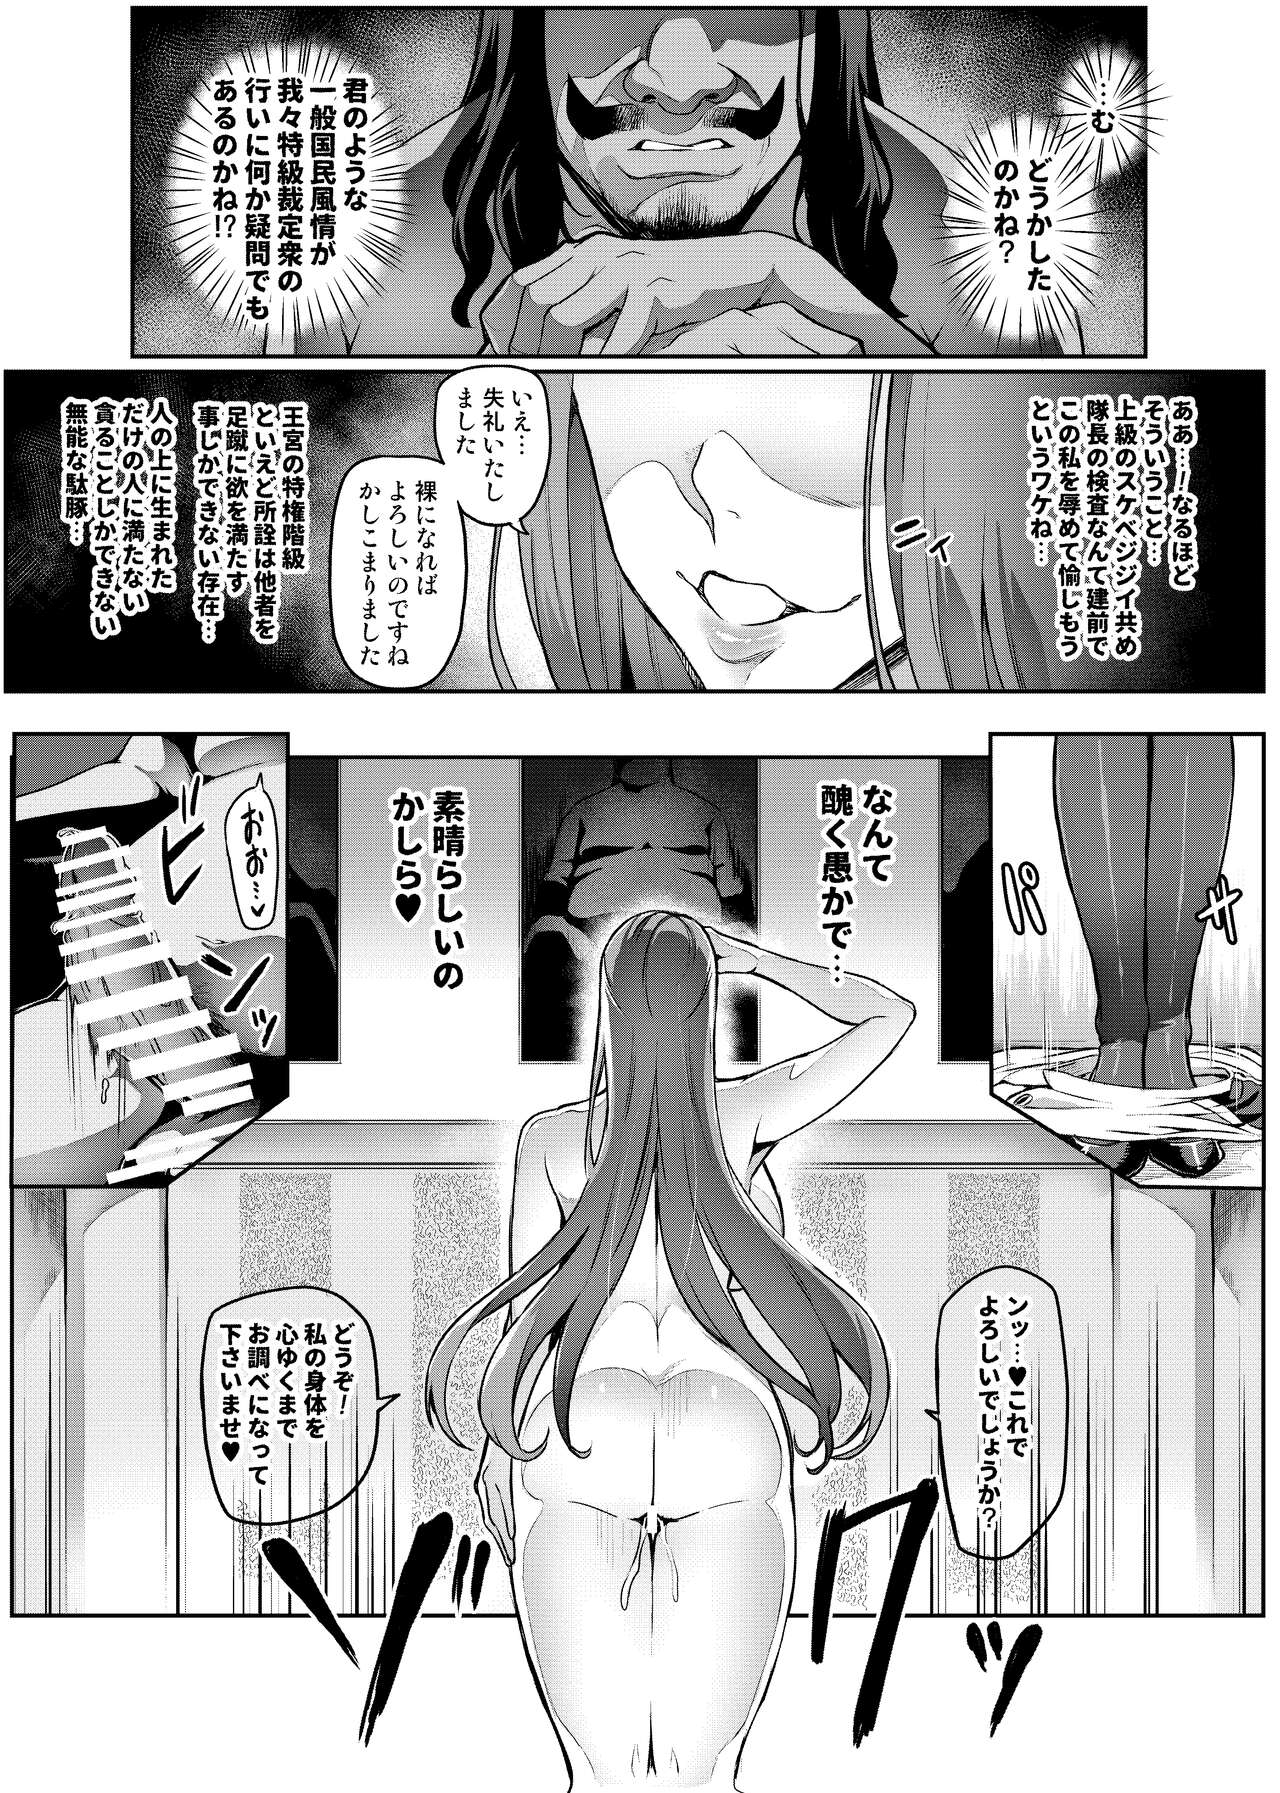 …む
どうかした
のかね？
君のような
一般国民風情が
我々特級裁定衆の
行いに何か疑問でも
あるのかね!?
ああ…！なるほど
そういうこと…
上級のスケベジジイ共め
隊長の検査なんて建前で
この私を辱めて愉しもう
というワケね…
ニイ
いえ…
失礼いたし
ました
裸になれば
よろしいのですね
かしこまりました
王宮の特権階級
といえど所詮は他者を
足蹴に欲を満たす
事しかできない存在…
人の上に生まれた
だけの人に満たない
貪ることしかできない
無能な駄豚…
パサ
なんて
醜く愚かで…
素晴らしいの
かしら♥
おお…♥
ビンッ
ンッ…♥これで
よろしいでしょうか？
どうぞ！
私の身体を
心ゆくまで
お調べになって
下さいませ♥
ゾクッ